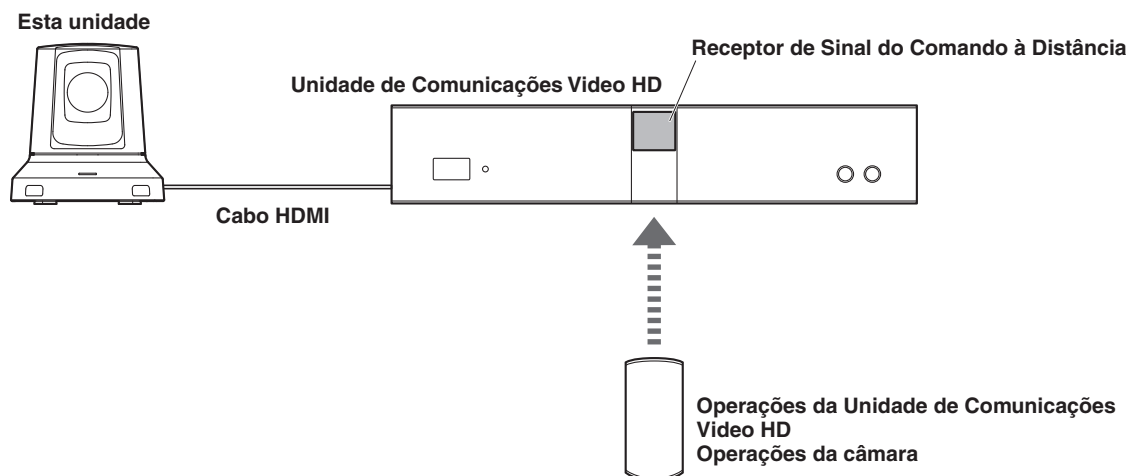 Esta unidade
Receptor de Sinal do Comando à Distância
Unidade de Comunicações Video HD
Cabo HDMI
Operações da Unidade de Comunicações
Video HD
Operações da câmara